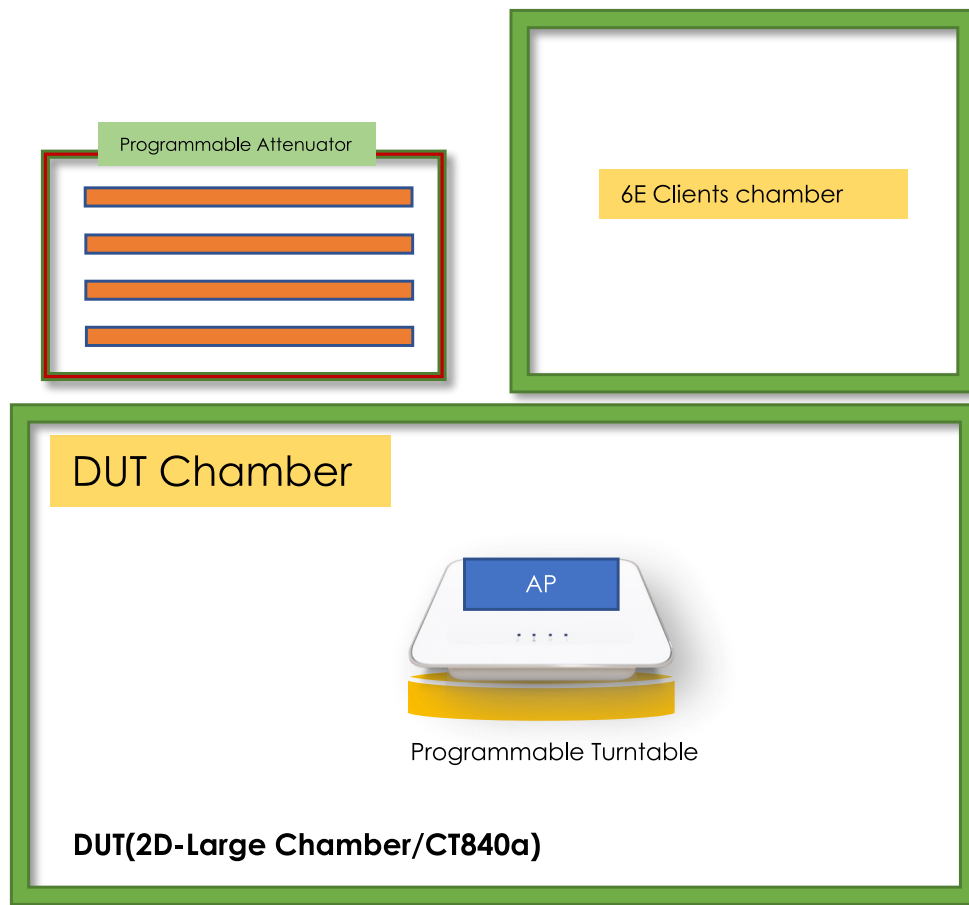 Programmable Attenuator
6E Clients chamber
DUT Chamber
AP
Programmable Turntable
DUT(2D-Large Chamber/CT840a)